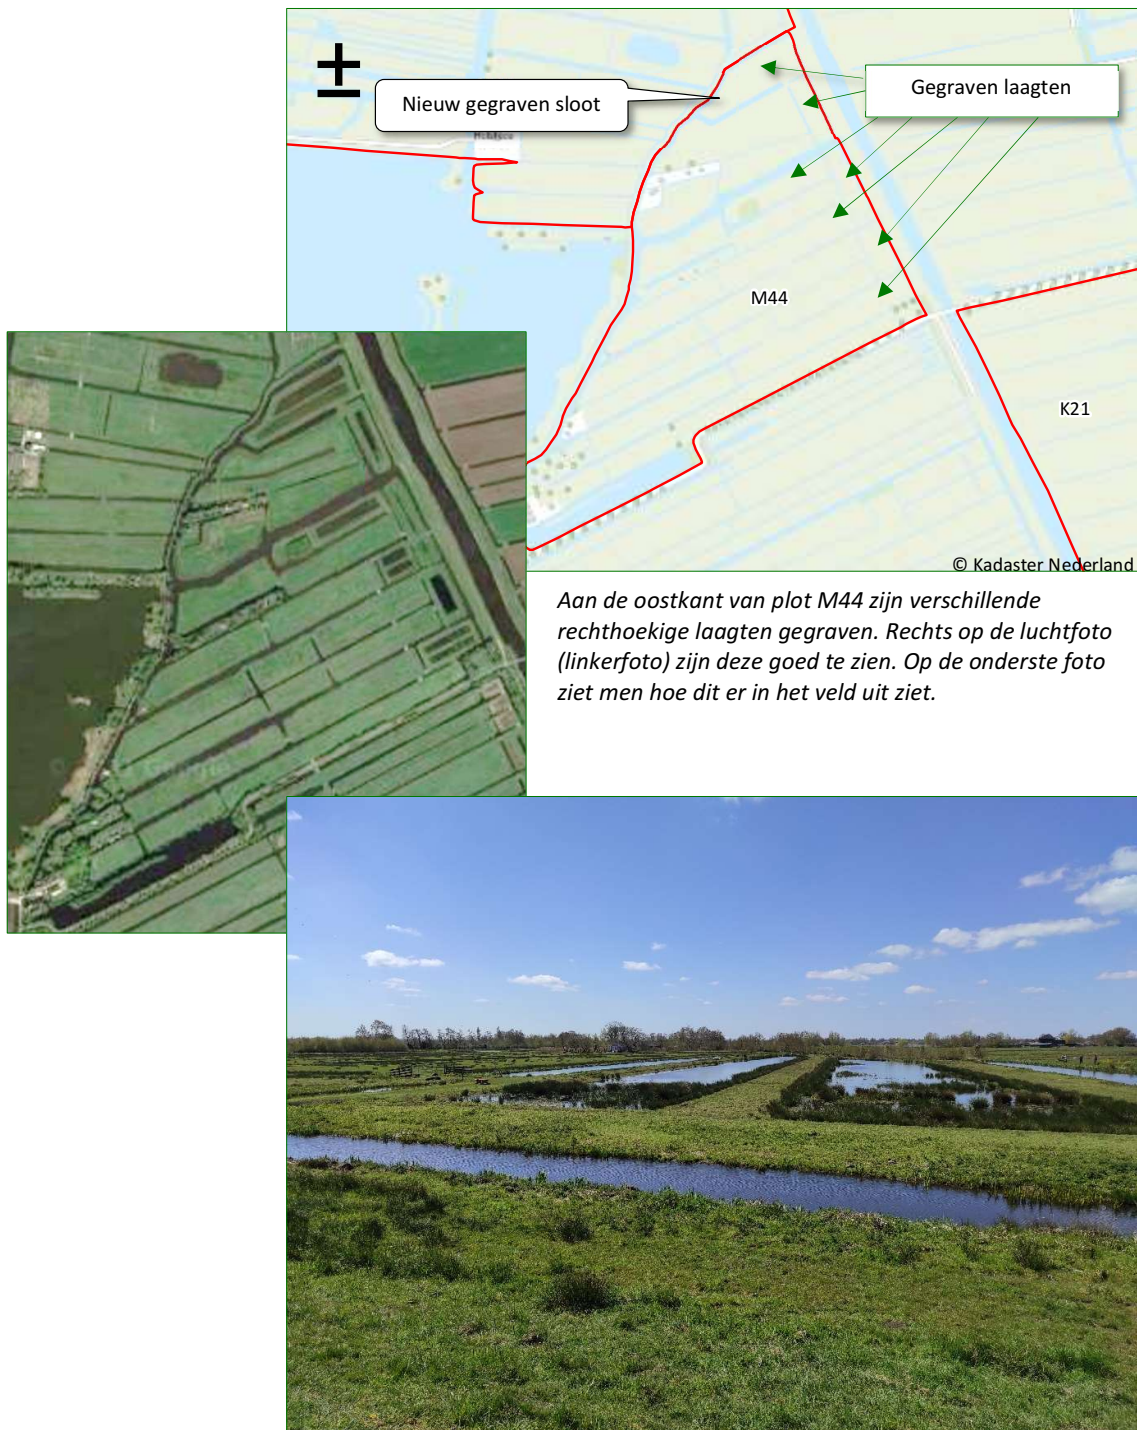 ±
Nieuw gegraven sloot
Gegraven laagten
M44
K21
© Kadaster Nederland
Aan de oostkant van plot M44 zijn verschillende
rechthoekige laagten gegraven. Rechts op de luchtfoto
(linkerfoto) zijn deze goed te zien. Op de onderste foto
ziet men hoe dit er in het veld uit ziet.